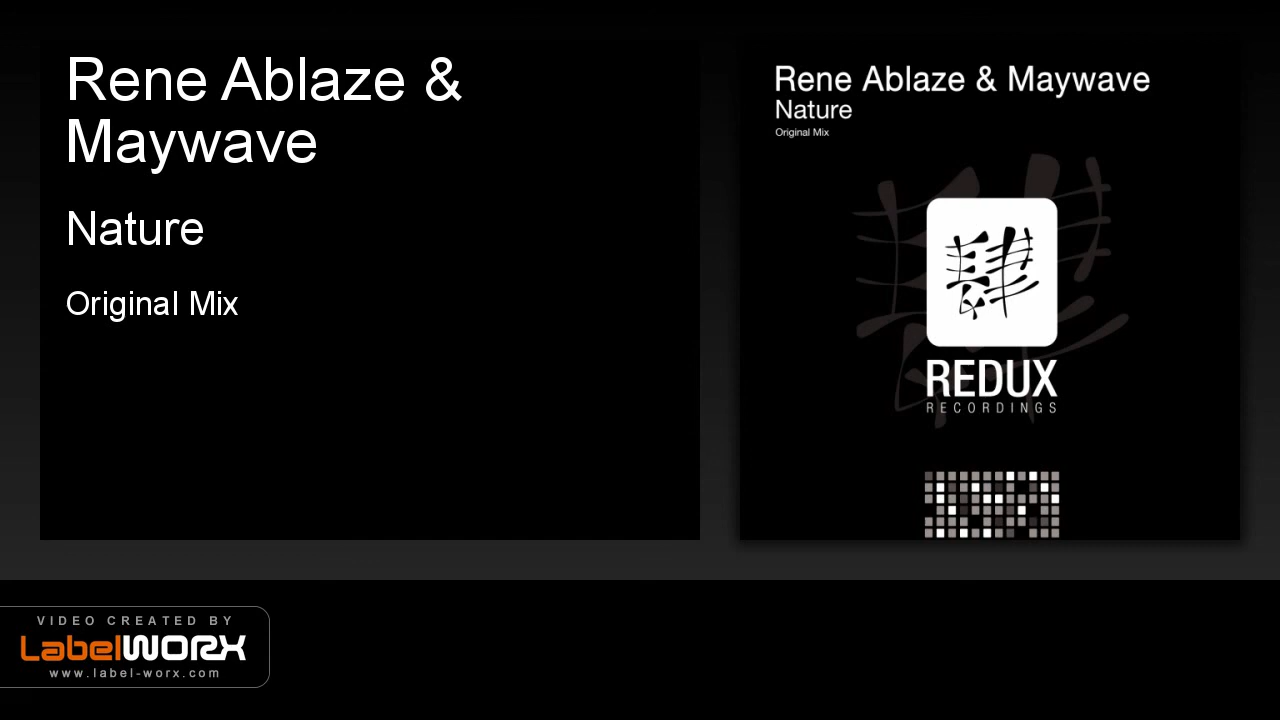 Rene Ablaze &
Maywave
Nature
Original Mix
Rene Ablaze & Maywave
Nature
Original Mix
肆
REDUX
RECORDINGS
VIDEO CREATED BY
LabelWORX
www.label-worx.com